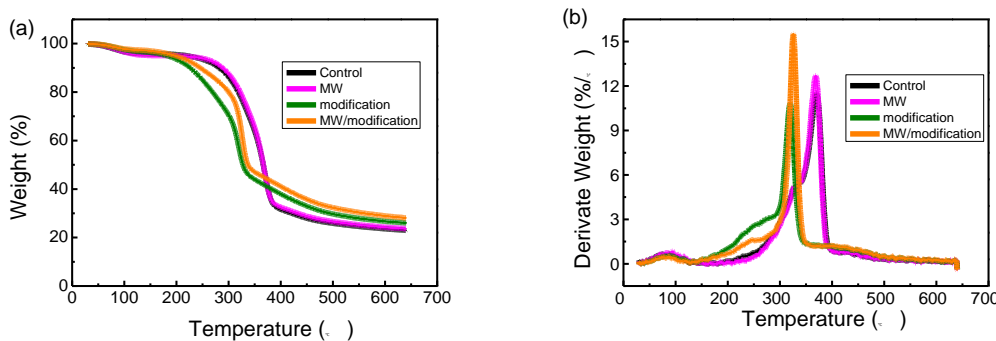 (a)
100
80
60
40
20
0
Weight (%)
Control
MW
modification
MW/modification
0 100 200 300 400 500 600 700
Temperature (℃ )
(b)
15
12
9
6
3
0
Derivate Weight (%/℃ )
Control
MW
modification
MW/modification
0 100 200 300 400 500 600 700
Temperature (℃ )